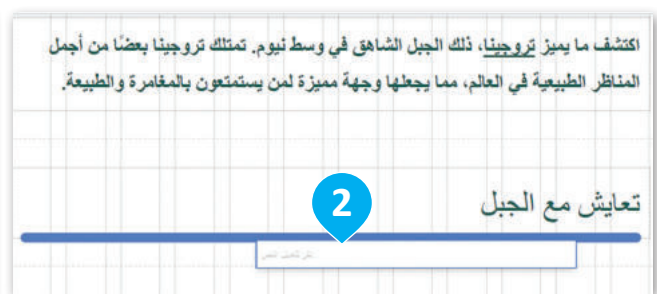 اكتشف ما يميز تروجينا، ذلك الجبل الشاهق في وسط نيوم. تمتلك تروجينا بعضًا من أجمل
المناظر الطبيعية في العالم، مما يجعلها وجهة مميزة لمن يستمتعون بالمغامرة والطبيعة.
تعايش مع الجبل
2